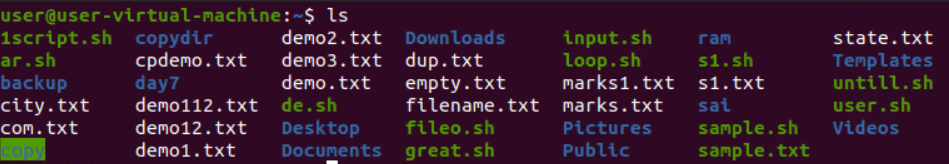 user@user-virtual-machine:~$ ls
1script.sh copydir demo2.txt Downloads input.sh ram state.txt
ar.sh cpdemo.txt demo3.txt dup.txt loop.sh s1.sh Templates
backup day7 demo.txt empty.txt marks1.txt s1.txt untill.sh
city.txt demo112.txt de.sh filename.txt marks.txt sai user.sh
com.txt demo12.txt Desktop fileo.sh Pictures sample.sh Videos
copy demo1.txt Documents great.sh Public sample.txt